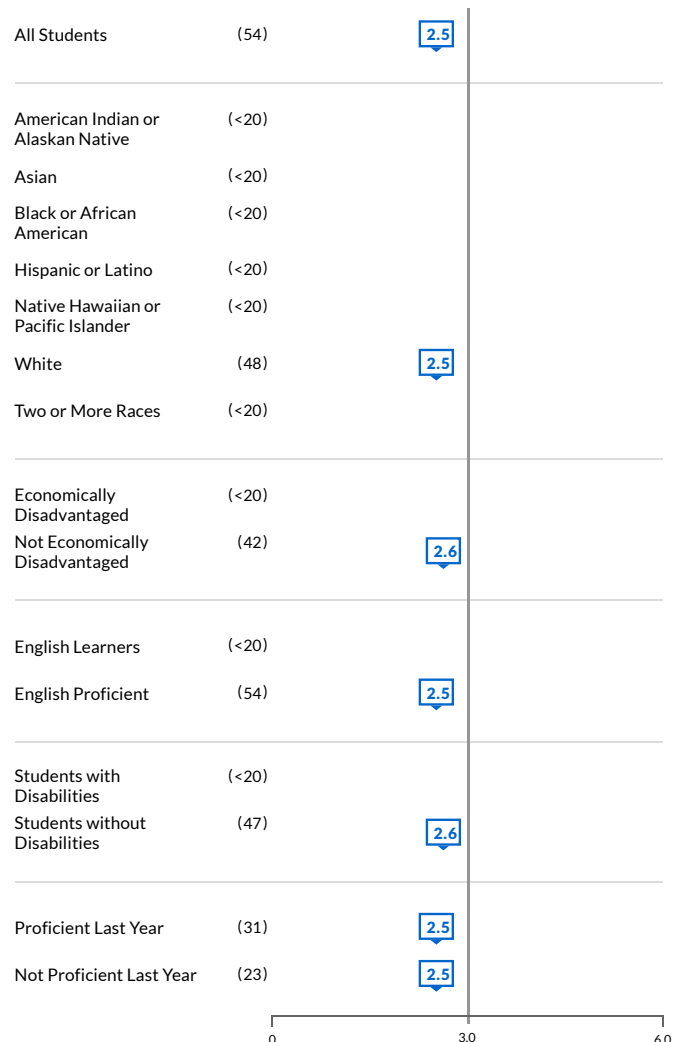 All Students (54) 2.5
American Indian or (<20)
Alaskan Native
Asian (<20)
Black or African (<20)
American
Hispanic or Latino (<20)
Native Hawaiian or (<20)
Pacific Islander
White (48) 2.5
Two or More Races (<20)
Economically (<20)
Disadvantaged
Not Economically (42) 2.6
Disadvantaged
English Learners (<20)
English Proficient (54) 2.5
Students with (<20)
Disabilities
Students without (47) 2.6
Disabilities
Proficient Last Year (31) 2.5
Not Proficient Last Year (23) 2.5
0 3.0 6.0